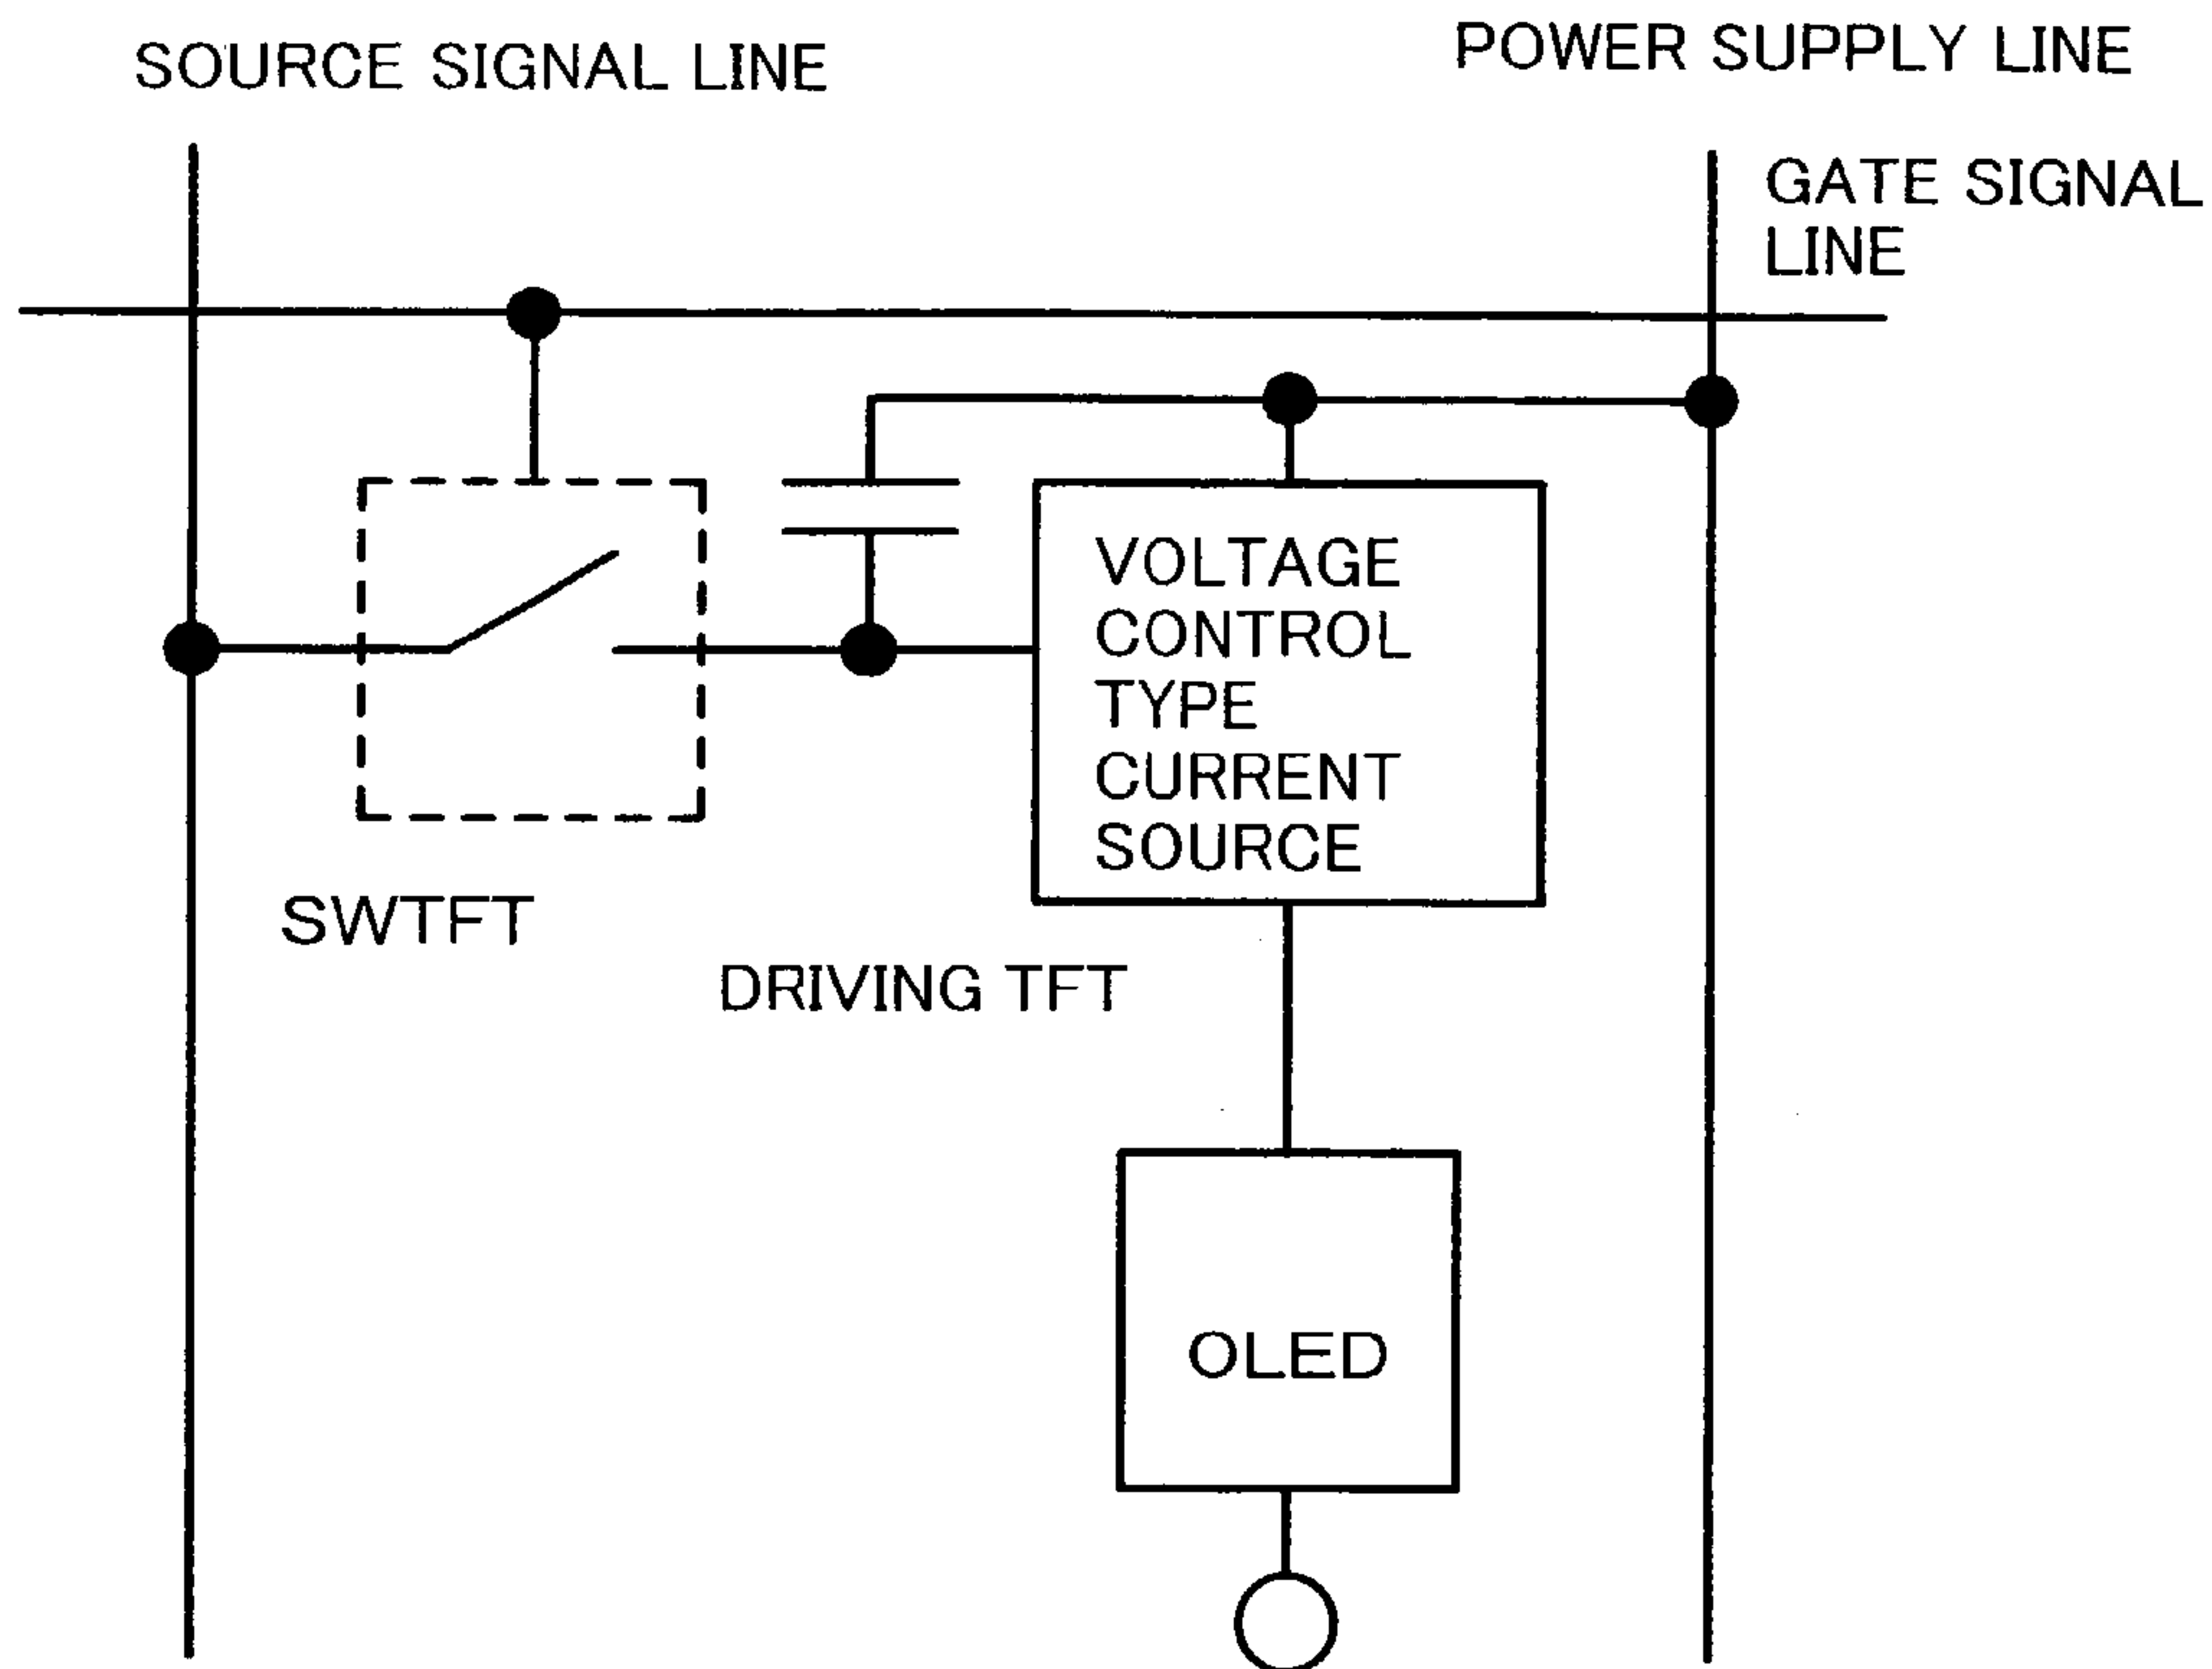 SOURCE SIGNAL LINE
POWER SUPPLY LINE
GATE SIGNAL
LINE
VOLTAGE
CONTROL
TYPE
CURRENT
SOURCE
SWTFT
DRIVING TFT
OLED